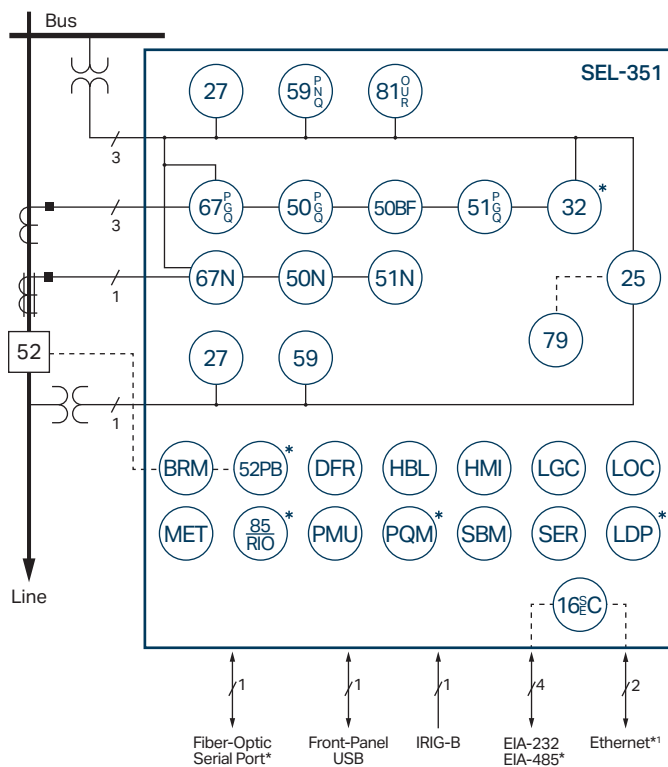 Bus
SEL-351
27
59 P N Q
81 O U R
3
67 P G Q
50 P G Q
50BF
51 P G Q
32 *
3
67N
50N
51N
25
1
79
52
27
59
1
BRM
52PB *
DFR
HBL
HMI
LGC
LOC
MET
85
RIO *
PMU
PQM *
SBM
SER
LDP *
Line
16 S E C
1
1
1
4
2
Fiber-Optic
Serial Port*
Front-Panel
USB
IRIG-B
EIA-232
EIA-485*
Ethernet*1